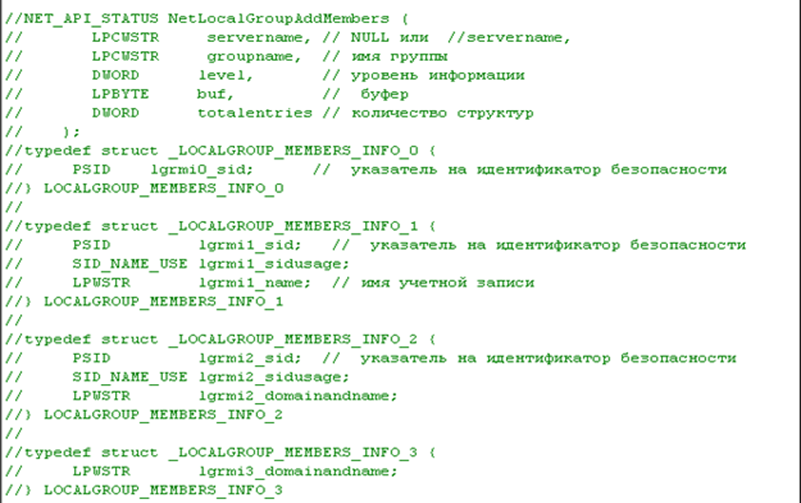 //NET_API_STATUS NetLocalGroupAddMembers (
//       LPCWSTR     servername, // NULL или  //servername,
//       LPCWSTR     groupname,  // имя группы
//       DWORD      level,       // уровень информации
//       LPBYTE     buf,         //  буфер
//       DWORD      totalentries // количество структур
//    );
//typedef struct _LOCALGROUP_MEMBERS_INFO_0 (
//     PSID    lgrmi0_sid;      //  указатель на идентификатор безопасности
//) LOCALGROUP_MEMBERS_INFO_0
//
//typedef struct _LOCALGROUP_MEMBERS_INFO_1 (
//     PSID         lgrmi1_sid;   //  указатель на идентификатор безопасности
//     SID_NAME_USE lgrmi1_sidusage;
//     LPWSTR       lgrmi1_name;  // имя учетной записи
//) LOCALGROUP_MEMBERS_INFO_1
//
//typedef struct _LOCALGROUP_MEMBERS_INFO_2 (
//     PSID         lgrmi2_sid;  //  указатель на идентификатор безопасности
//     SID_NAME_USE lgrmi2_sidusage;
//     LPWSTR       lgrmi2_domainandname;
//) LOCALGROUP_MEMBERS_INFO_2
//
//typedef struct _LOCALGROUP_MEMBERS_INFO_3 (
//     LPWSTR       lgrmi3_domainandname;
//) LOCALGROUP_MEMBERS_INFO_3